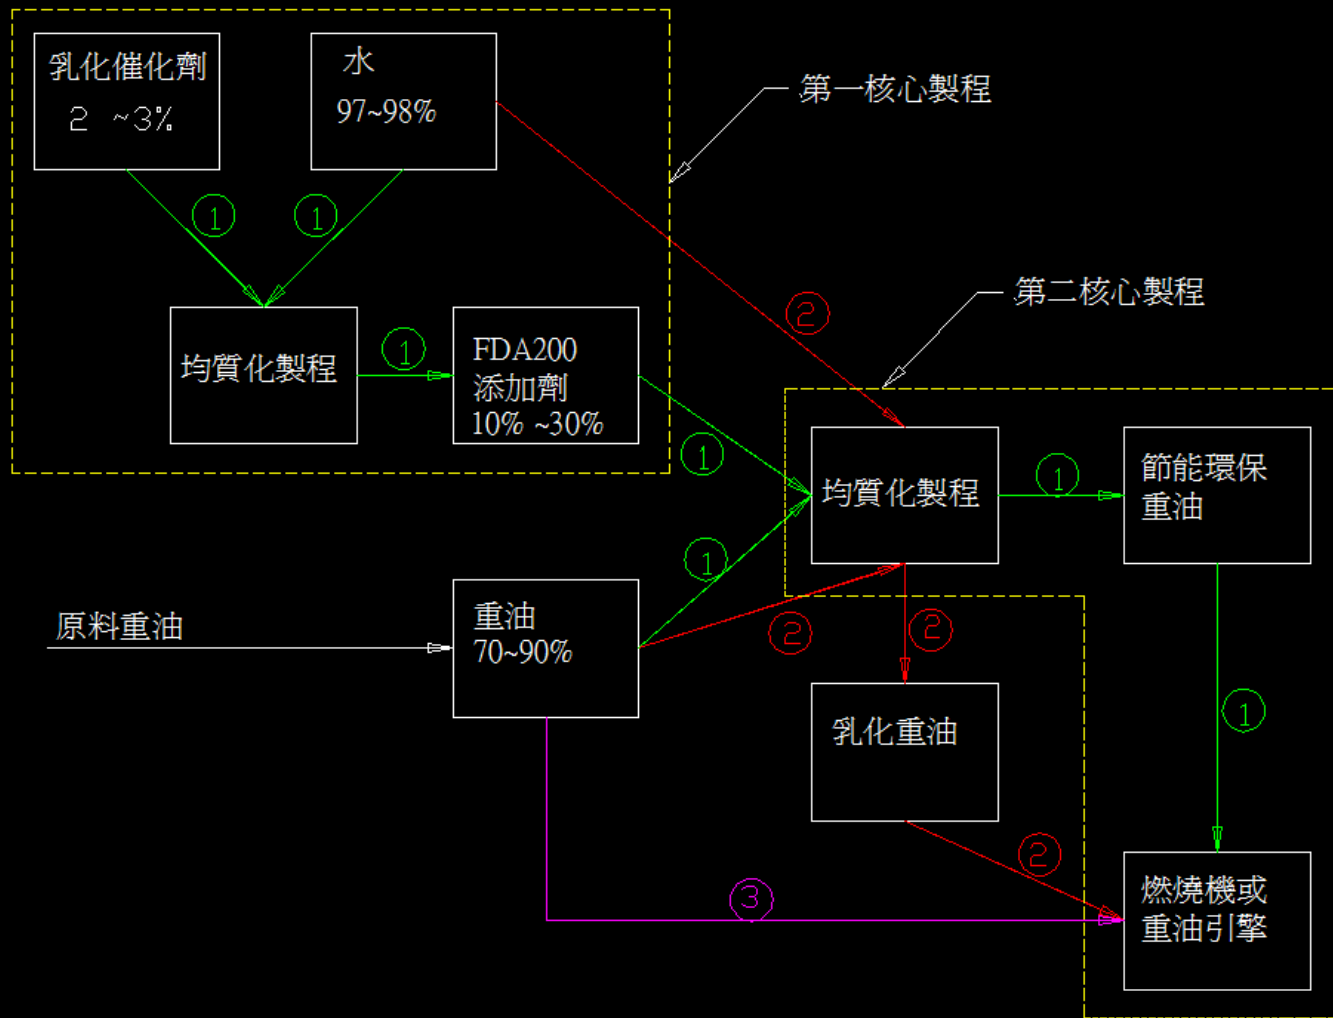 乳化催化劑
2 ~3%
水
97~98%
第一核心製程
①
①
第二核心製程
②
均質化製程
①
FDA200
添加劑
10% ~30%
①
均質化製程
①
節能環保
重油
①
原料重油
重油
70~90%
②
②
乳化重油
①
②
③
燃燒機或
重油引擎